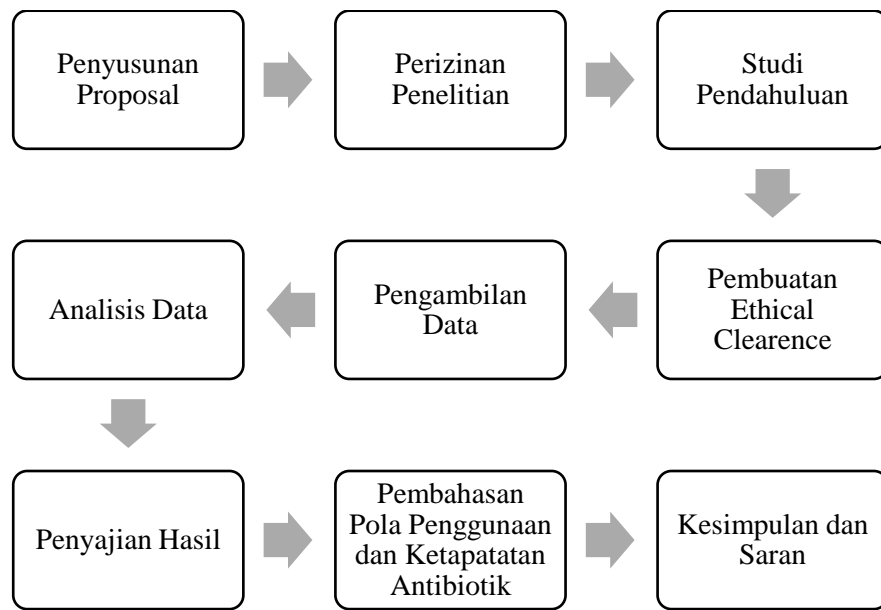 Penyusunan
Proposal
Perizinan
Penelitian
Studi
Pendahuluan
Pembuatan
Ethical
Clearence
Pengambilan
Data
Analisis Data
Penyajian Hasil
Pembahasan
Pola Penggunaan
dan Ketapatatan
Antibiotik
Kesimpulan dan
Saran